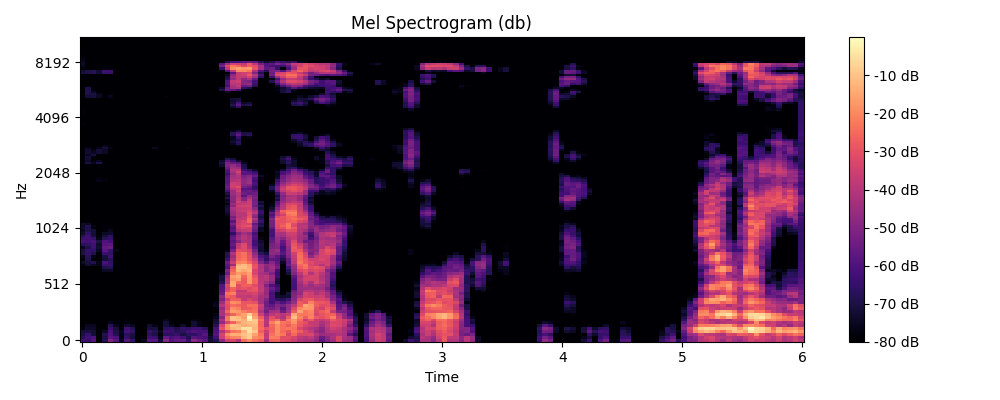 Mel Spectrogram (db)
Hz
8192
4096
2048
1024
512
0
0 1 2 3 4 5 6
Time
-10 dB
-20 dB
-30 dB
-40 dB
-50 dB
-60 dB
-70 dB
-80 dB